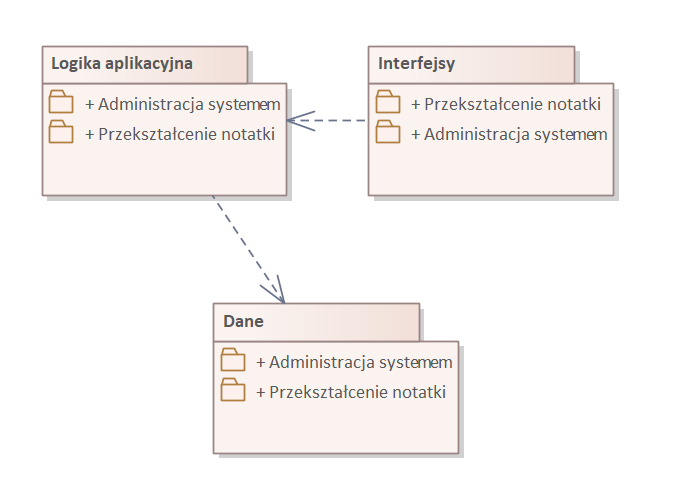 Logika aplikacyjna
+ Administracja systemem
+ Przekształcenie notatki
Interfejsy
+ Przekształcenie notatki
+ Administracja systemem
Dane
+ Administracja systemem
+ Przekształcenie notatki